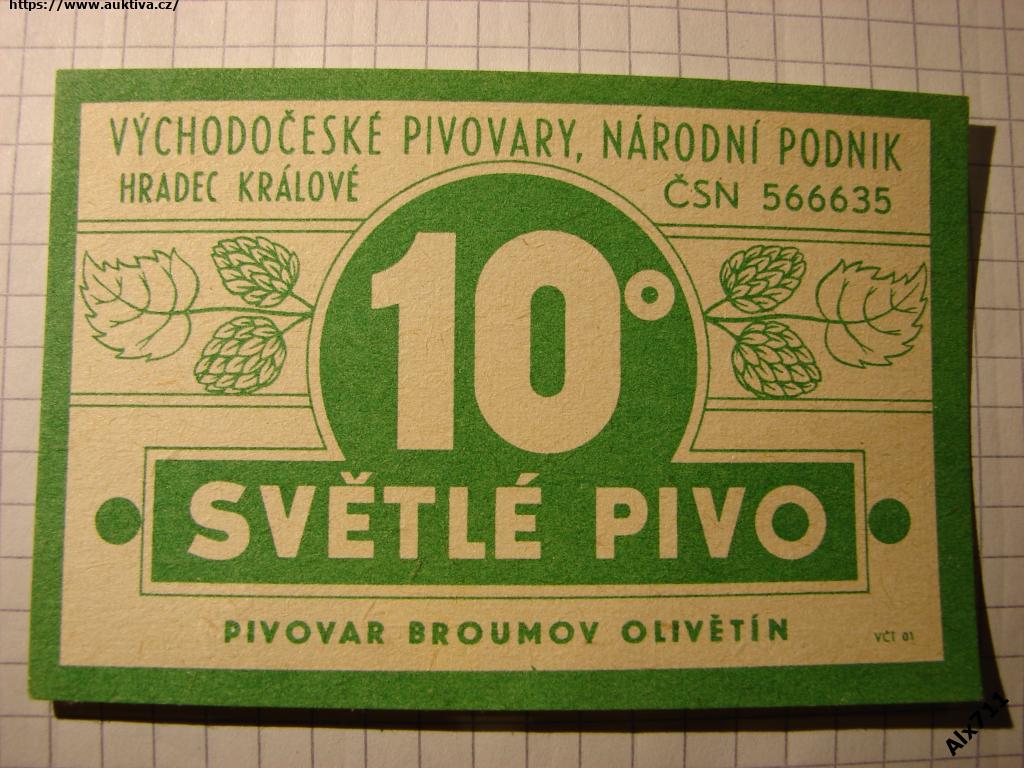 https://www.auktiva.cz/
VÝCHODOČESKÉ PIVOVARY, NÁRODNÍ PODNIK
HRADEC KRÁLOVÉ
ČSN 566635
10°
SVĚTLÉ PIVO
PIVOVAR BROUMOV OLIVĚTÍN
VČT 01
Alx711